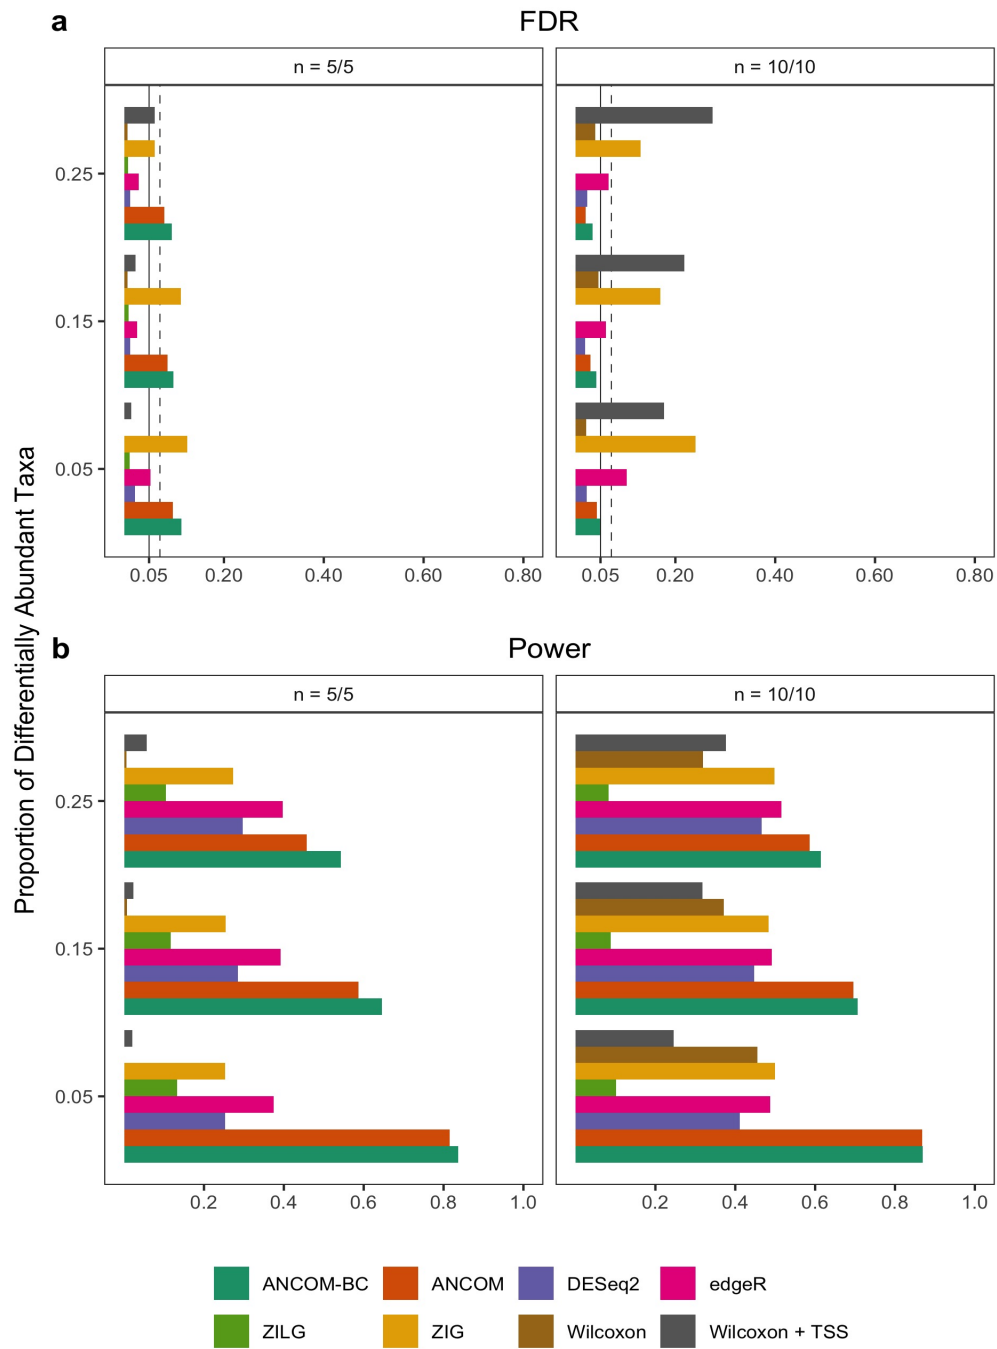 a FDR
n = 5/5 n = 10/10
0.25
0.15
0.05
0.05 0.20 0.40 0.60 0.80 0.05 0.20 0.40 0.60 0.80
Proportion of Differentially Abundant Taxa
b Power
n = 5/5 n = 10/10
0.25
0.15
0.05
0.2 0.4 0.6 0.8 1.0 0.2 0.4 0.6 0.8 1.0
ANCOM-BC ANCOM DESeq2 edgeR
ZILG ZIG Wilcoxon Wilcoxon + TSS